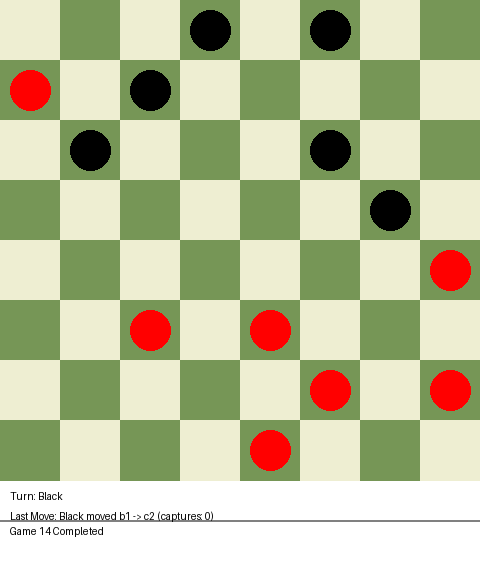 Turn: Black
Last Move: Black moved b1 -> c2 (captures: 0)
Game 14 Completed